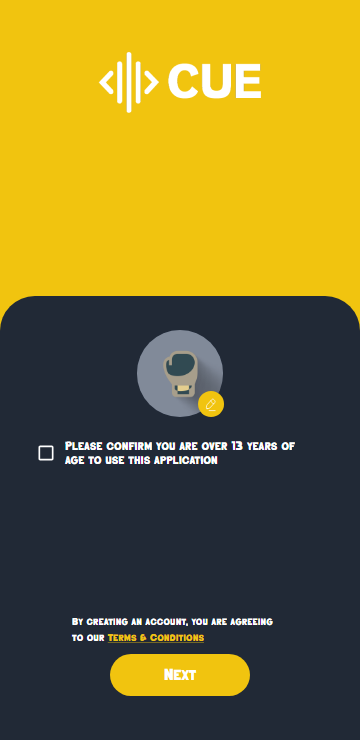 CUE
Please confirm you are over 13 years of
age to use this application
By creating an account, you are agreeing
to our Terms & Conditions
Next